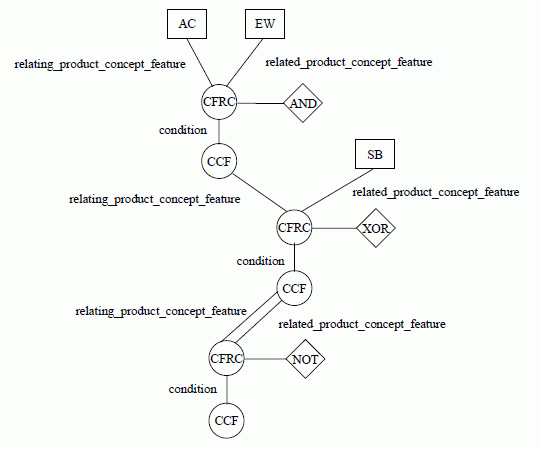 AC
EW
relating_product_concept_feature
related_product_concept_feature
CFRC
AND
condition
CCF
SB
relating_product_concept_feature
related_product_concept_feature
CFRC
XOR
condition
CCF
relating_product_concept_feature
related_product_concept_feature
CFRC
NOT
condition
CCF